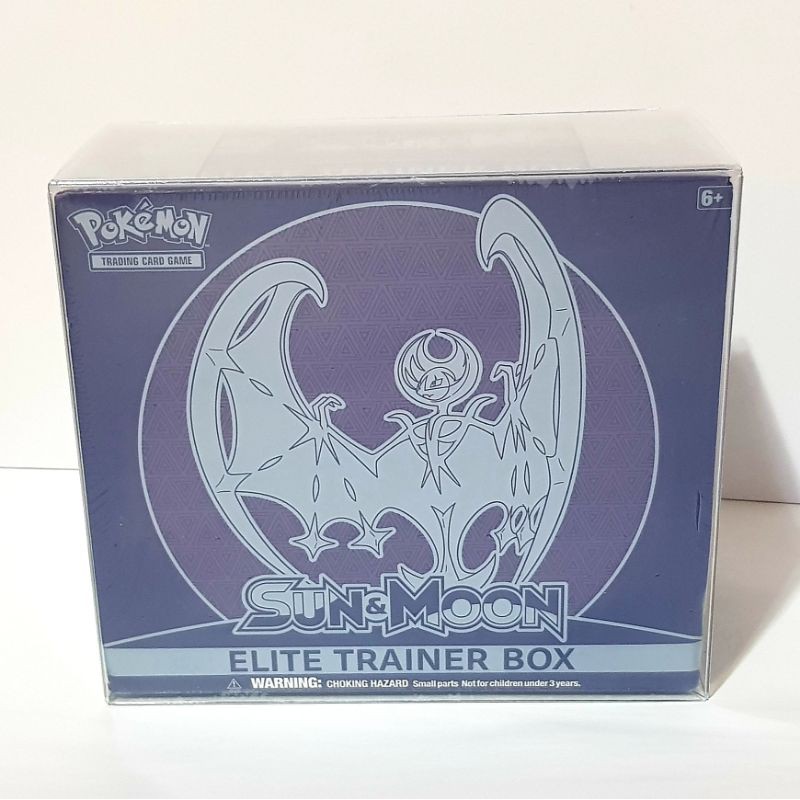 POKÉMON
TRADING CARD GAME
6+
SUN & MOON
ELITE TRAINER BOX
⚠ WARNING: CHOKING HAZARD Small parts Not for children under 3 years.